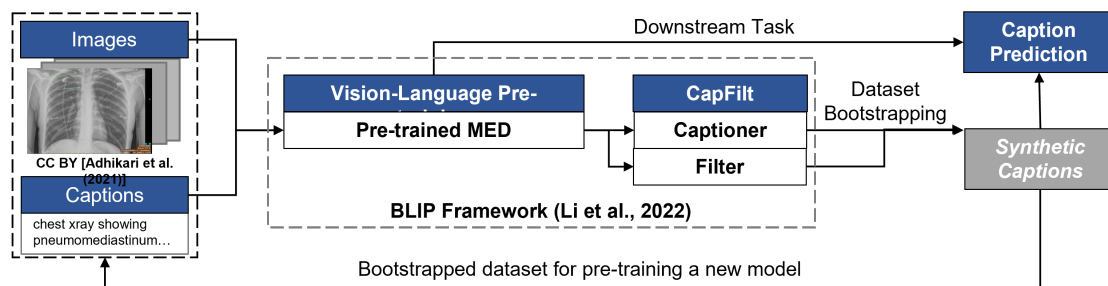 Images
CC BY [Adhikari et al.
(2021)]
Captions
chest xray showing
pneumomediastinum…
Downstream Task
Vision-Language Pre-
Pre-trained MED
CapFilt
Captioner
Filter
BLIP Framework (Li et al., 2022)
Dataset
Bootstrapping
Caption
Prediction
Synthetic
Captions
Bootstrapped dataset for pre-training a new model